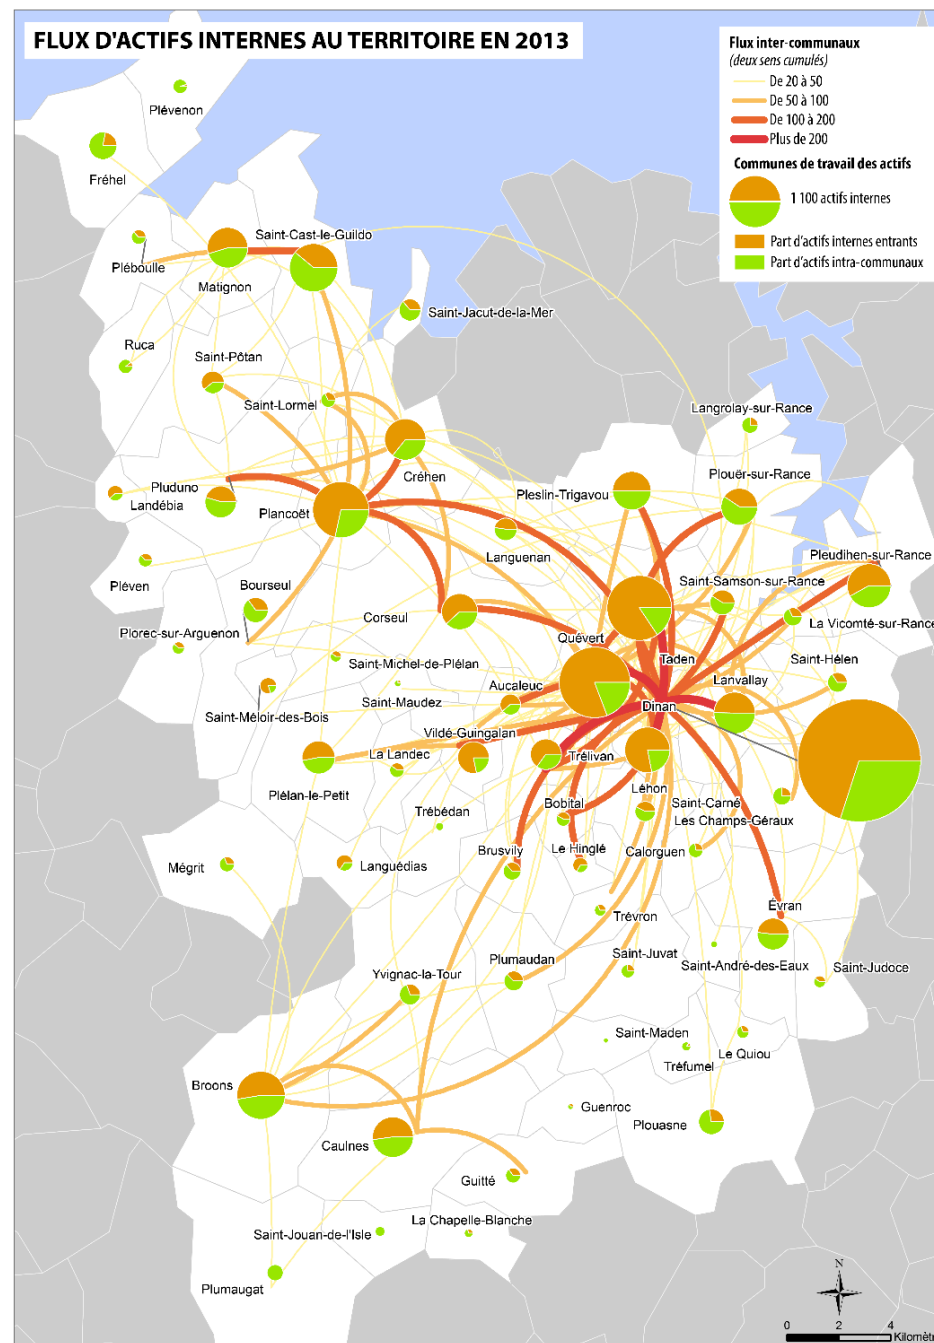 FLUX D'ACTIFS INTERNES AU TERRITOIRE EN 2013
Flux inter-communaux
(deux sens cumulés)
De 20 à 50
De 50 à 100
De 100 à 200
Plus de 200
Communes de travail des actifs
1 100 actifs internes
Part d'actifs internes entrants
Part d'actifs intra-communaux
Plévenon
Fréhel
Saint-Cast-le-Guildo
Pléboulle
Matignon
Saint-Jacut-de-la-Mer
Ruca
Saint-Pôtan
Saint-Lormel
Langrolay-sur-Rance
Créhen
Pluduno
Landébia
Plancoët
Pleslin-Trigavou
Plouër-sur-Rance
Languenan
Pleudihen-sur-Rance
Pléven
Bourseul
Saint-Samson-sur-Rance
Corseul
La Vicomté-sur-Rance
Plorec-sur-Arguenon
Quévert
Taden
Saint-Hélen
Saint-Michel-de-Plélan
Lanvallay
Aucaleuc
Saint-Maudez
Dinan
Saint-Méloir-des-Bois
Vildé-Guingalan
La Landec
Trélivan
Plélan-le-Petit
Léhon
Saint-Carné
Trébédan
Bobital
Les Champs-Géraux
Brusvily
Le Hinglé
Calorguen
Mégrit
Languédias
Évran
Trévron
Plumaudan
Saint-Juvat
Saint-André-des-Eaux
Saint-Judoce
Yvignac-la-Tour
Saint-Maden
Le Quiou
Tréfumel
Broons
Guenroc
Plouasne
Caulnes
Guitté
La Chapelle-Blanche
Saint-Jouan-de-l'Isle
Plumaugat
N
0 2 4
Kilomèt